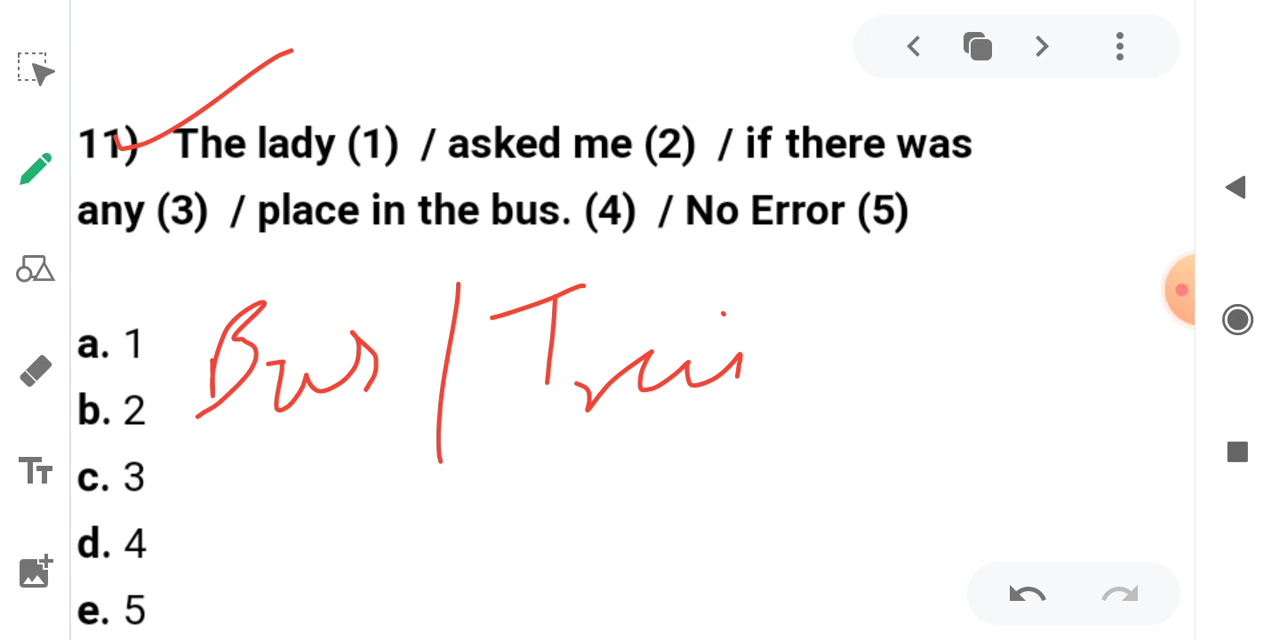 11) The lady (1) / asked me (2) / if there was
any (3) / place in the bus. (4) / No Error (5)
a. 1
Bus / Train
b. 2
c. 3
d. 4
e. 5
TT